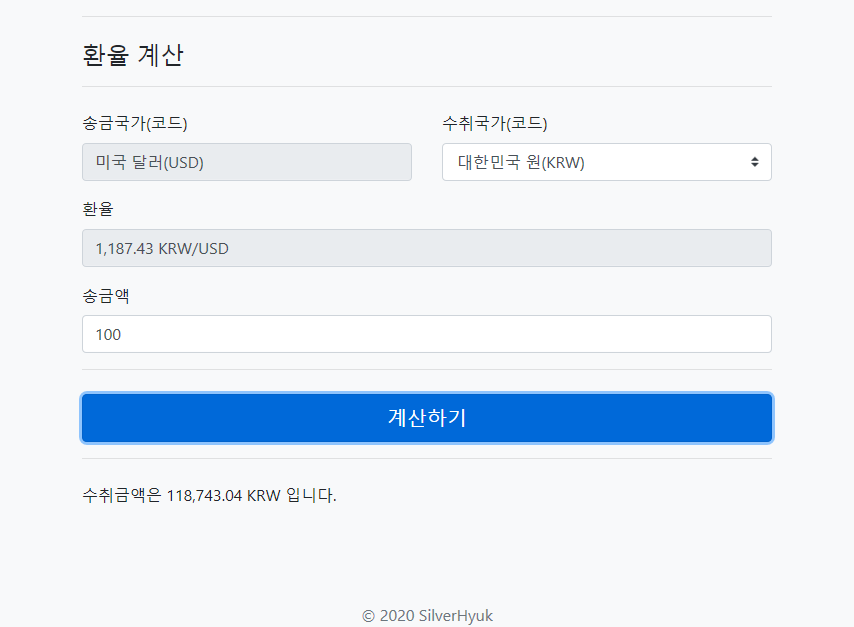 환율 계산
송금국가(코드)
수취국가(코드)
미국 달러(USD)
대한민국 원(KRW)
환율
1,187.43 KRW/USD
송금액
100
계산하기
수취금액은 118,743.04 KRW 입니다.
© 2020 SilverHyuk